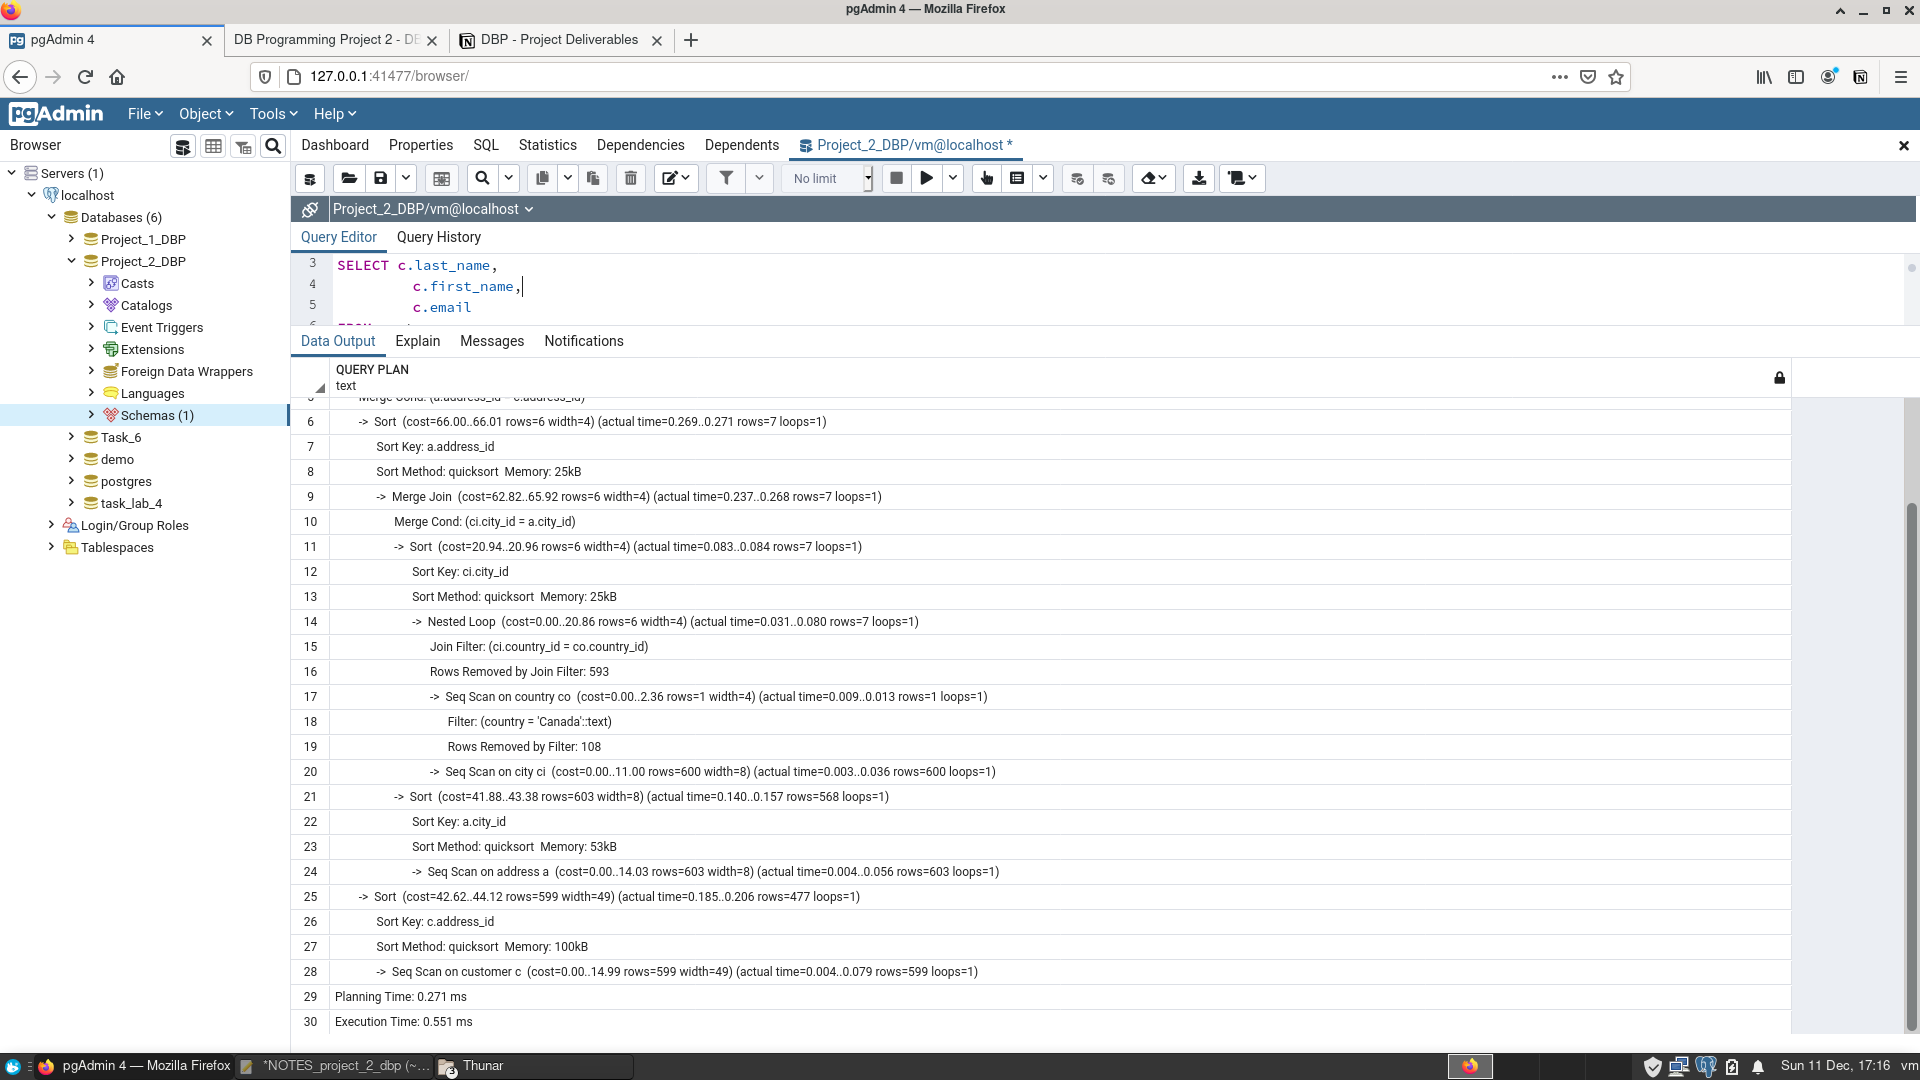 pgAdmin 4 — Mozilla Firefox
pgAdmin 4
DB Programming Project 2 - DE
DBP - Project Deliverables
127.0.0.1:41477/browser/
pgAdmin File Object Tools Help
Browser
Dashboard Properties SQL Statistics Dependencies Dependents Project_2_DBP/vm@localhost *
Servers (1)
localhost
Databases (6)
Project_1_DBP
Project_2_DBP
Casts
Catalogs
Event Triggers
Extensions
Foreign Data Wrappers
Languages
Schemas (1)
Task_6
demo
postgres
task_lab_4
Login/Group Roles
Tablespaces
No limit
Project_2_DBP/vm@localhost
Query Editor Query History
3 SELECT c.last_name,
4 c.first_name,
5 c.email
Data Output Explain Messages Notifications
QUERY PLAN
text
5 Merge Cond: (a.address_id = c.address_id)
6 -> Sort (cost=66.00..66.01 rows=6 width=4) (actual time=0.269..0.271 rows=7 loops=1)
7 Sort Key: a.address_id
8 Sort Method: quicksort Memory: 25kB
9 -> Merge Join (cost=62.82..65.92 rows=6 width=4) (actual time=0.237..0.268 rows=7 loops=1)
10 Merge Cond: (ci.city_id = a.city_id)
11 -> Sort (cost=20.94..20.96 rows=6 width=4) (actual time=0.083..0.084 rows=7 loops=1)
12 Sort Key: ci.city_id
13 Sort Method: quicksort Memory: 25kB
14 -> Nested Loop (cost=0.00..20.86 rows=6 width=4) (actual time=0.031..0.080 rows=7 loops=1)
15 Join Filter: (ci.country_id = co.country_id)
16 Rows Removed by Join Filter: 593
17 -> Seq Scan on country co (cost=0.00..2.36 rows=1 width=4) (actual time=0.009..0.013 rows=1 loops=1)
18 Filter: (country = 'Canada'::text)
19 Rows Removed by Filter: 108
20 -> Seq Scan on city ci (cost=0.00..11.00 rows=600 width=8) (actual time=0.003..0.036 rows=600 loops=1)
21 -> Sort (cost=41.88..43.38 rows=603 width=8) (actual time=0.140..0.157 rows=568 loops=1)
22 Sort Key: a.city_id
23 Sort Method: quicksort Memory: 53kB
24 -> Seq Scan on address a (cost=0.00..14.03 rows=603 width=8) (actual time=0.004..0.056 rows=603 loops=1)
25 -> Sort (cost=42.62..44.12 rows=599 width=49) (actual time=0.185..0.206 rows=477 loops=1)
26 Sort Key: c.address_id
27 Sort Method: quicksort Memory: 100kB
28 -> Seq Scan on customer c (cost=0.00..14.99 rows=599 width=49) (actual time=0.004..0.079 rows=599 loops=1)
29 Planning Time: 0.271 ms
30 Execution Time: 0.551 ms
pgAdmin 4 — Mozilla Firefox
*NOTES_project_2_dbp (~...
3 Thunar
Sun 11 Dec, 17:16 vm